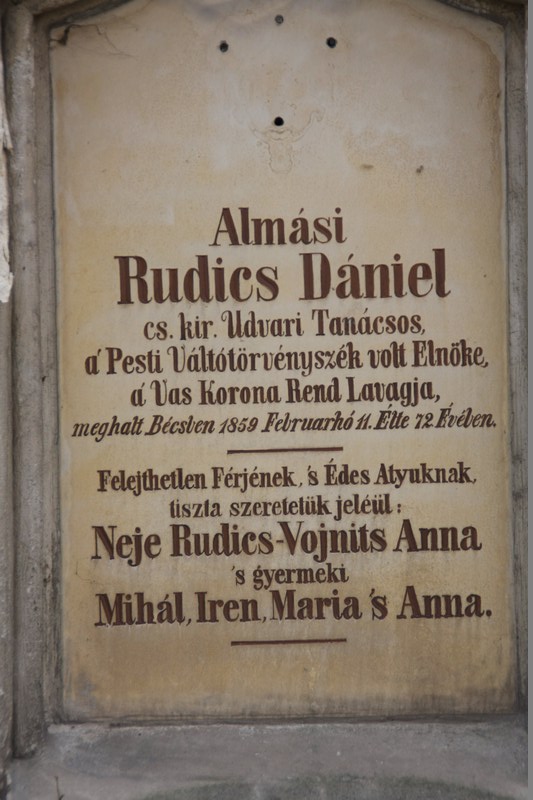 Almási
Rudics Dániel
cs. kir. Udvari Tanácsos,
a' Pesti Váltótörvényszék volt Elnöke,
a' Vas Korona Rend Lavagja,
meghalt Bécsben 1859 Februarhó 11. Élte 72. Évében.
Felejthetlen Férjének, 's Édes Atyuknak,
tiszta szeretetük jeléül:
Neje Rudics-Vojnits Anna
's gyermeki
Mihál, Iren, Maria 's Anna.